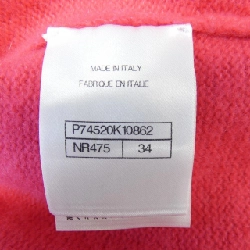 MADE IN ITALY
FABRIQUE EN ITALIE
P74520K10862
NR475 34